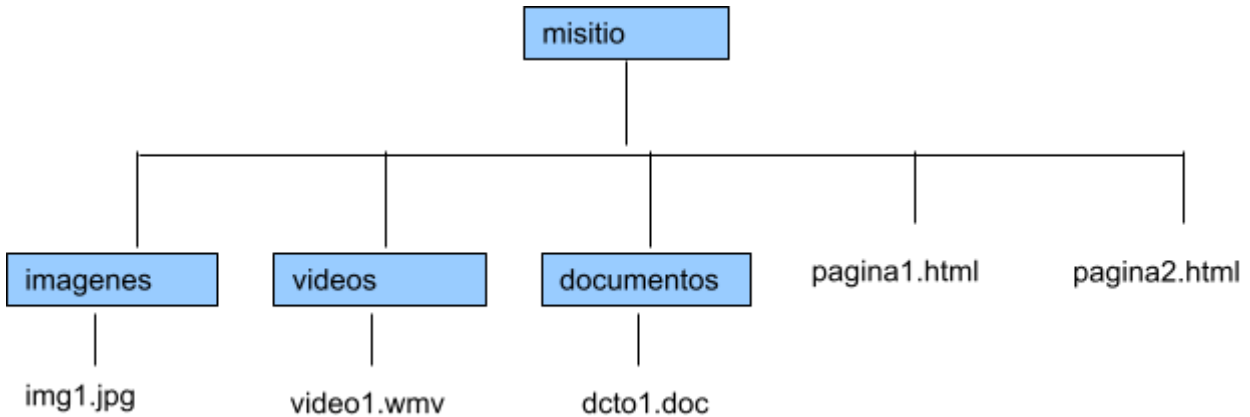 misitio
imagenes
videos
documentos
pagina1.html
pagina2.html
img1.jpg
video1.wmv
dcto1.doc